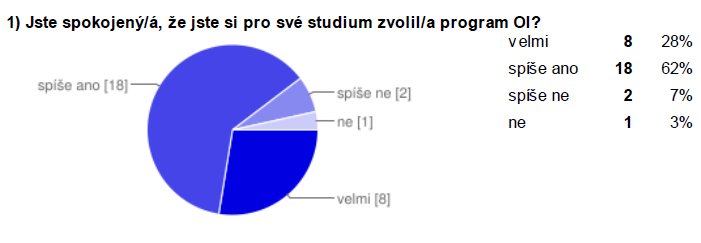 1) Jste spokojený/á, že jste si pro své studium zvolil/a program OI?
velmi 8 28%
spíše ano 18 62%
spíše ne 2 7%
ne 1 3%
spíše ano [18]
spíše ne [2]
ne [1]
velmi [8]